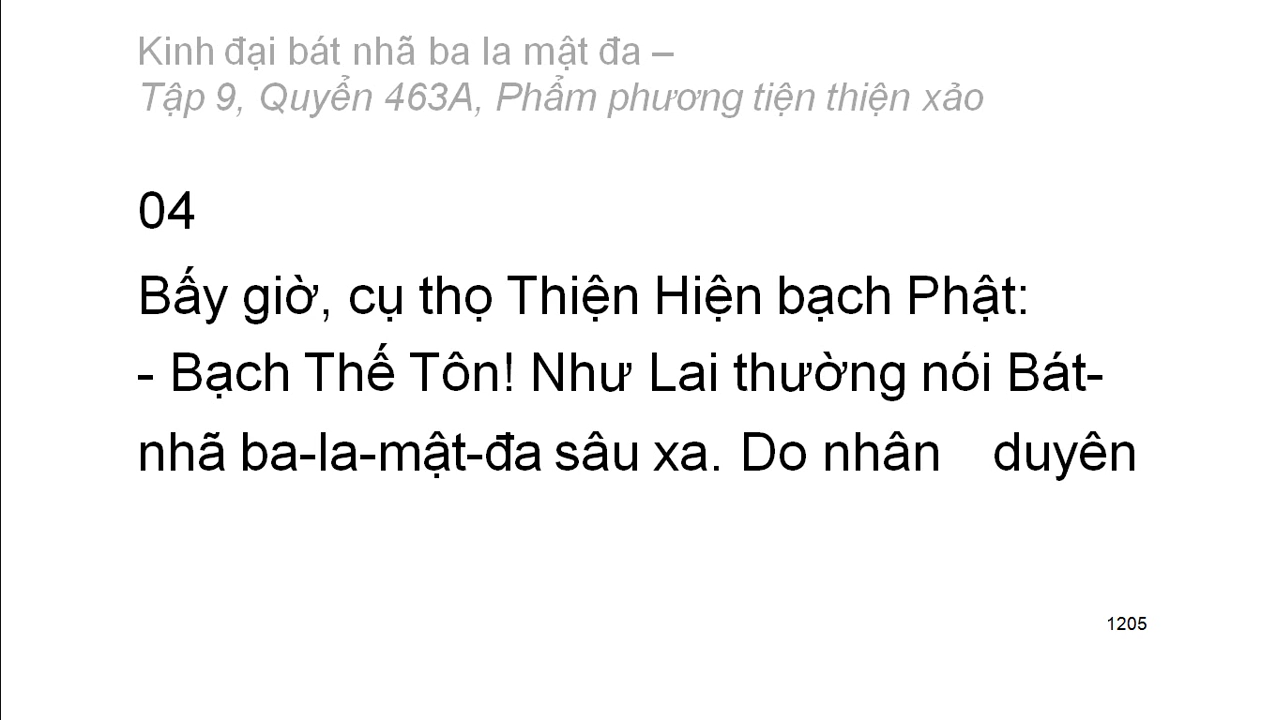 Kinh đại bát nhã ba la mật đa –
Tập 9, Quyển 463A, Phẩm phương tiện thiện xảo
04
Bấy giờ, cụ thọ Thiện Hiện bạch Phật:
- Bạch Thế Tôn! Như Lai thường nói Bát-
nhã ba-la-mật-đa sâu xa. Do nhân duyên
1205